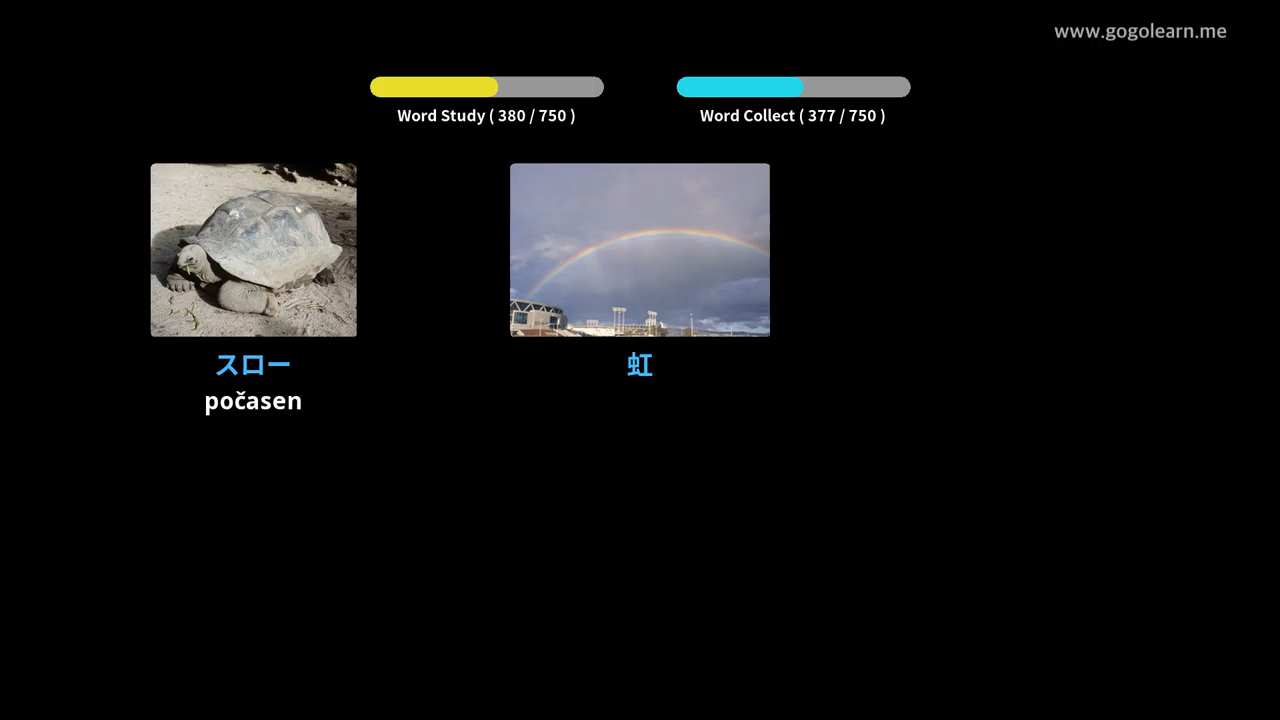 www.gogolearn.me
Word Study ( 380 / 750 )
Word Collect ( 377 / 750 )
スロー
počasen
虹